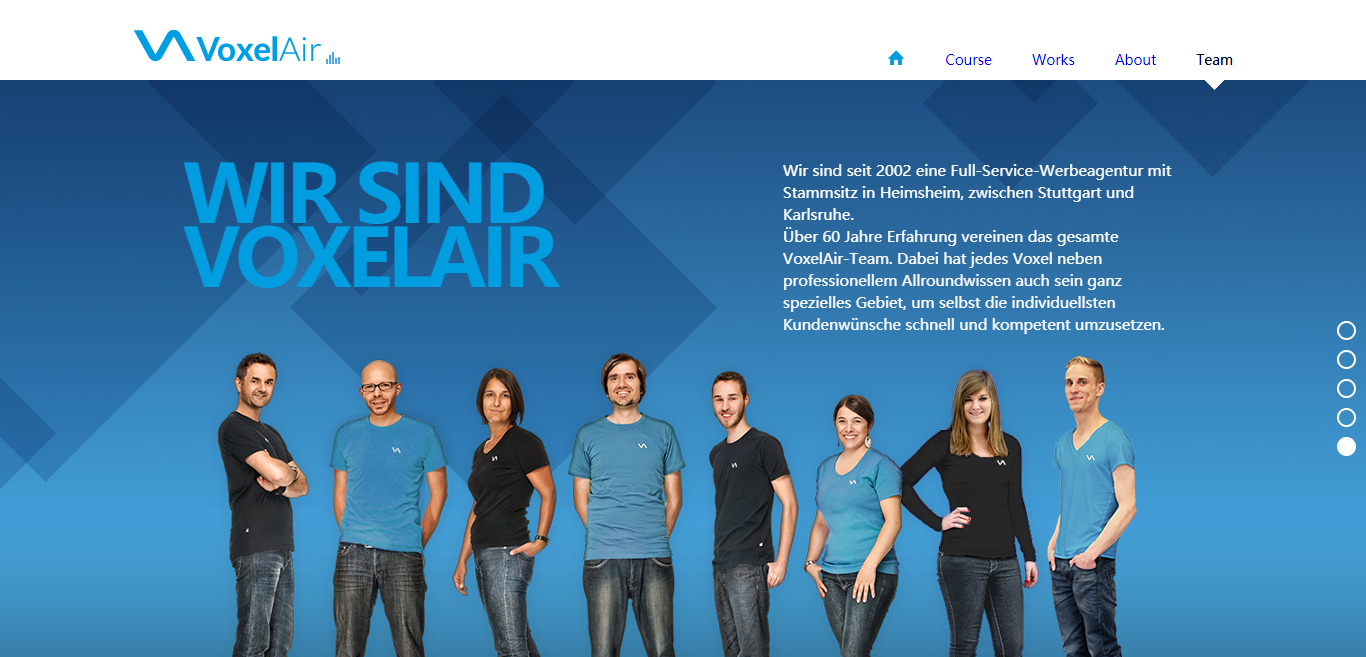 VoxelAir
Course
Works
About
Team
WIR SIND
VOXELAIR
Wir sind seit 2002 eine Full-Service-Werbeagentur mit
Stammsitz in Heimsheim, zwischen Stuttgart und
Karlsruhe.
Über 60 Jahre Erfahrung vereinen das gesamte
VoxelAir-Team. Dabei hat jedes Voxel neben
professionellem Allroundwissen auch sein ganz
spezielles Gebiet, um selbst die individuellsten
Kundenwünsche schnell und kompetent umzusetzen.